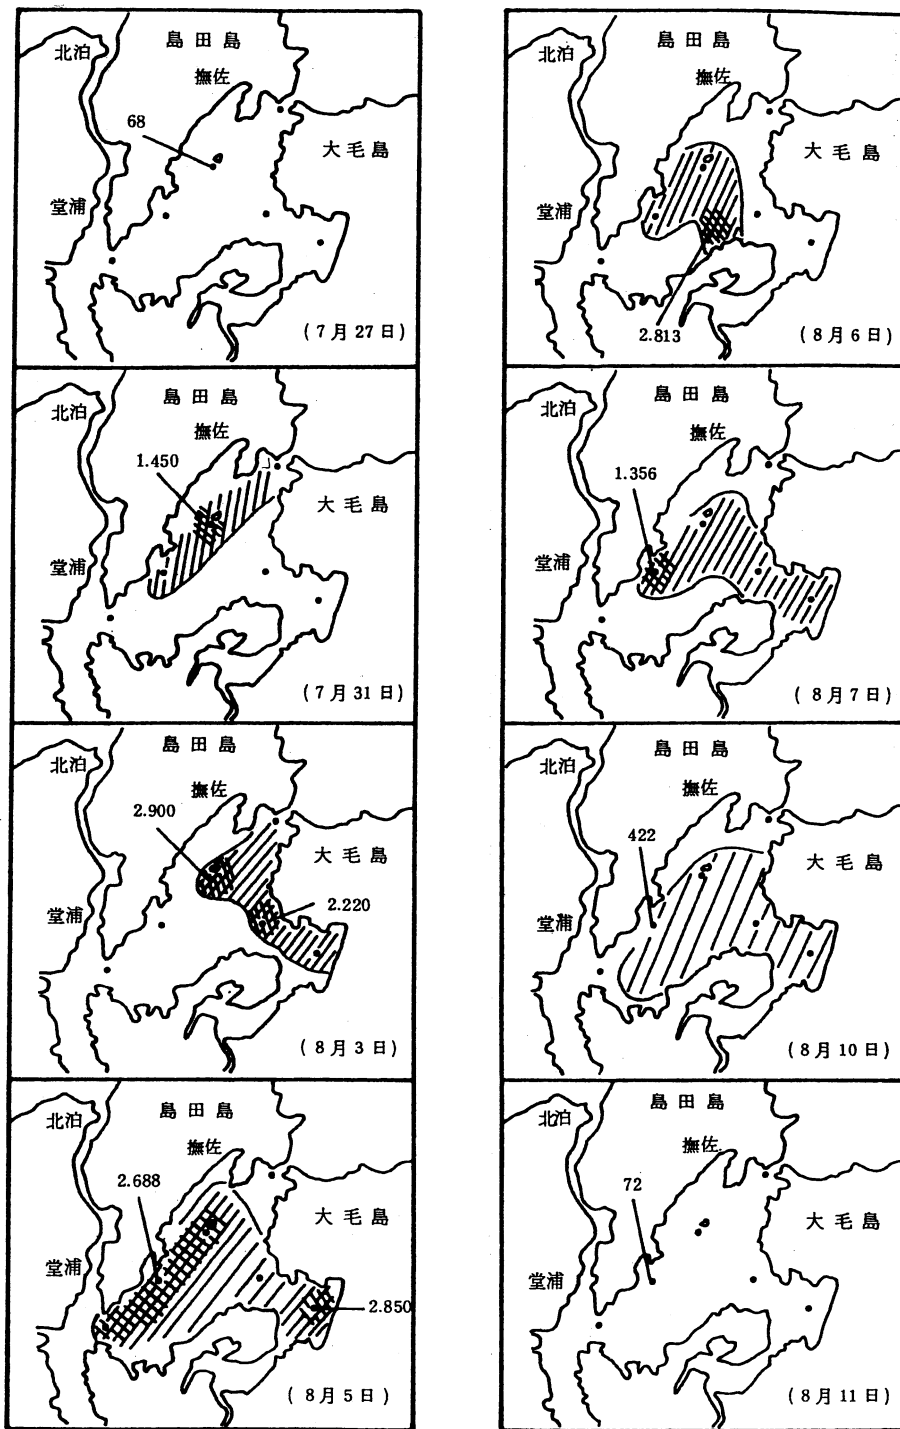 北泊
島田島
撫佐
68
大毛島
堂浦
(7月27日)
北泊
島田島
撫佐
1.450
大毛島
堂浦
(7月31日)
北泊
島田島
撫佐
2.900
大毛島
2.220
堂浦
(8月3日)
北泊
島田島
撫佐
2.688
大毛島
堂浦
2.850
(8月5日)
北泊
島田島
撫佐
大毛島
堂浦
2.813
(8月6日)
北泊
島田島
撫佐
1.356
大毛島
堂浦
(8月7日)
北泊
島田島
撫佐
422
大毛島
堂浦
(8月10日)
北泊
島田島
撫佐
72
大毛島
堂浦
(8月11日)